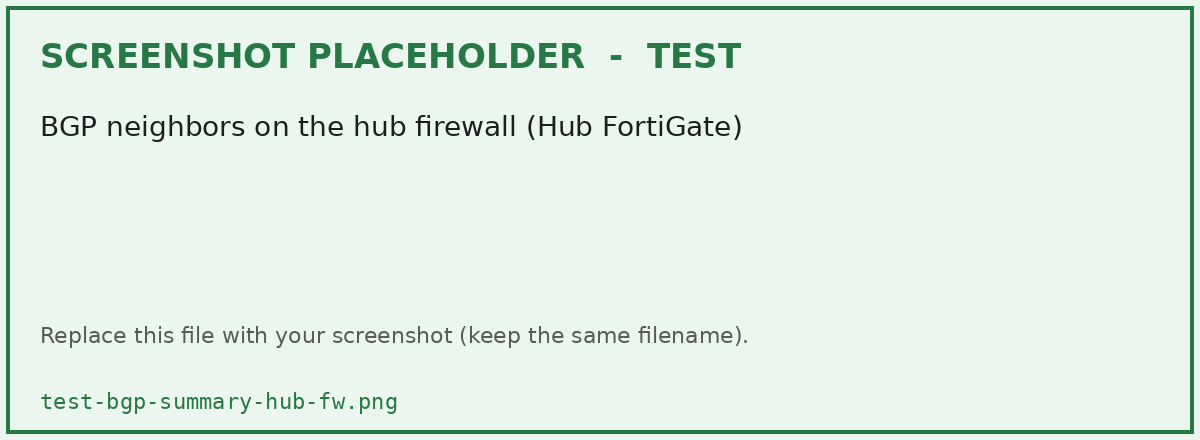 SCREENSHOT PLACEHOLDER - TEST
BGP neighbors on the hub firewall (Hub FortiGate)
Replace this file with your screenshot (keep the same filename).
test-bgp-summary-hub-fw.png